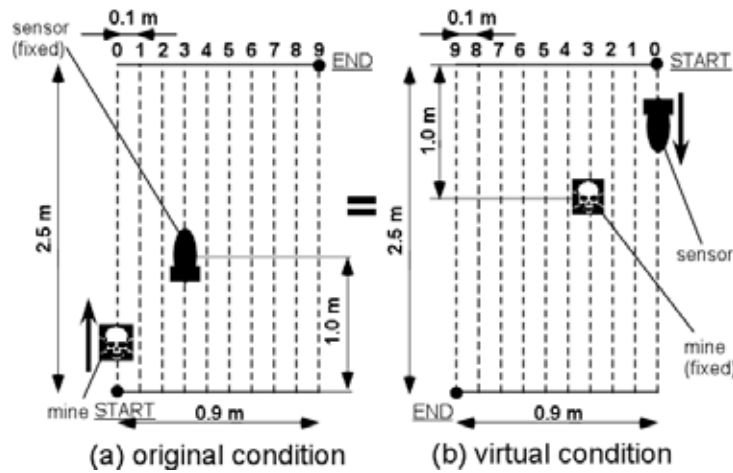 sensor
(fixed)
0.1 m
0 1 2 3 4 5 6 7 8 9
END
2.5 m
1.0 m
mine START
0.9 m
(a) original condition
=
0.1 m
9 8 7 6 5 4 3 2 1 0
START
1.0 m
2.5 m
sensor
mine
(fixed)
END
0.9 m
(b) virtual condition